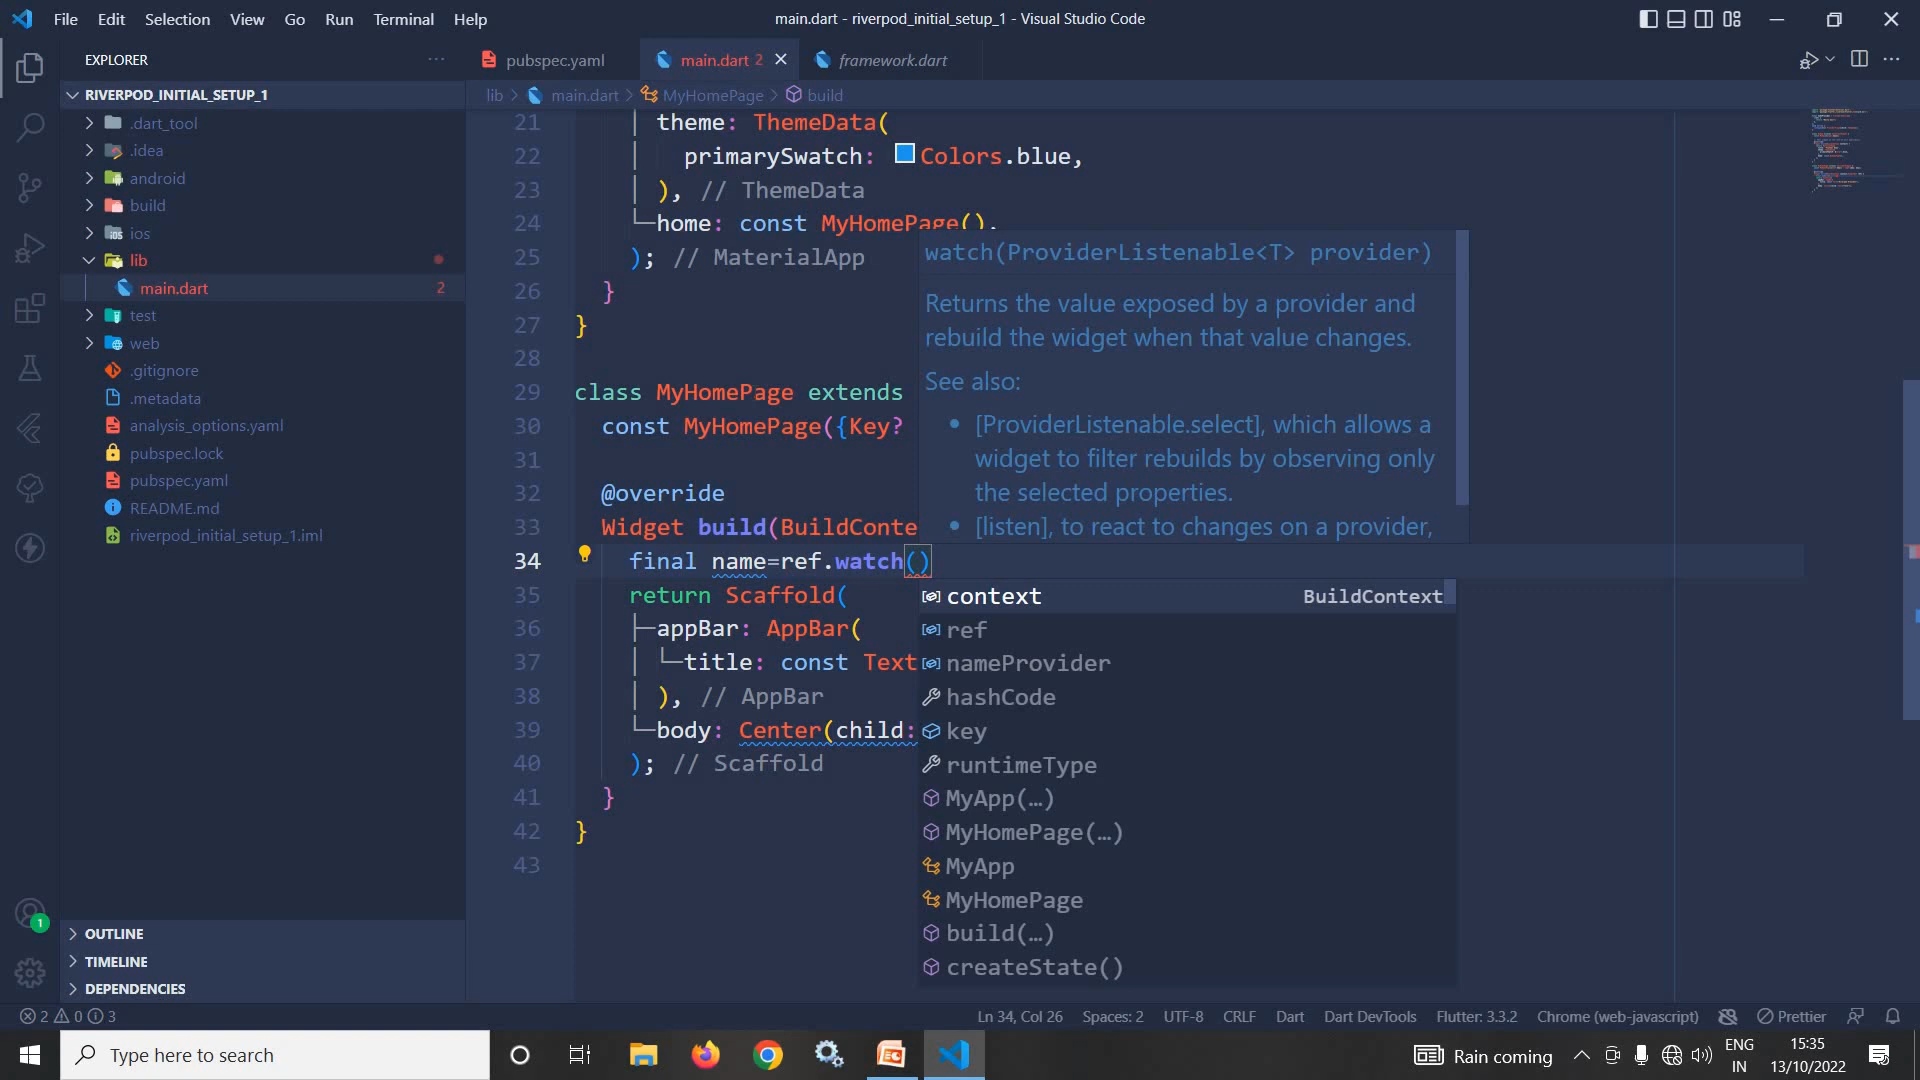 File Edit Selection View Go Run Terminal Help
main.dart - riverpod_initial_setup_1 - Visual Studio Code
EXPLORER
pubspec.yaml
main.dart 2
framework.dart
RIVERPOD_INITIAL_SETUP_1
lib > main.dart > MyHomePage > build
.dart_tool
.idea
android
build
ios
lib
main.dart 2
test
web
.gitignore
.metadata
analysis_options.yaml
pubspec.lock
pubspec.yaml
README.md
riverpod_initial_setup_1.iml
OUTLINE
TIMELINE
DEPENDENCIES
21 theme: ThemeData(
22 primarySwatch: Colors.blue,
23 ), // ThemeData
24 home: const MyHomePage(),
25 ); // MaterialApp
26 }
27 }
28
29 class MyHomePage extends
30 const MyHomePage({Key?
31
32 @override
33 Widget build(BuildConte
34 final name=ref.watch()
35 return Scaffold(
36 appBar: AppBar(
37 title: const Text
38 ), // AppBar
39 body: Center(child:
40 ); // Scaffold
41 }
42 }
43
watch(ProviderListenable<T> provider)
Returns the value exposed by a provider and
rebuild the widget when that value changes.
See also:
• [ProviderListenable.select], which allows a
widget to filter rebuilds by observing only
the selected properties.
• [listen], to react to changes on a provider,
context BuildContext
ref
nameProvider
hashCode
key
runtimeType
MyApp(…)
MyHomePage(…)
MyApp
MyHomePage
build(…)
createState()
1
2 0 3
Ln 34, Col 26 Spaces: 2 UTF-8 CRLF Dart Dart DevTools Flutter: 3.3.2 Chrome (web-javascript) Prettier
Type here to search
Rain coming
ENG
IN
15:35
13/10/2022